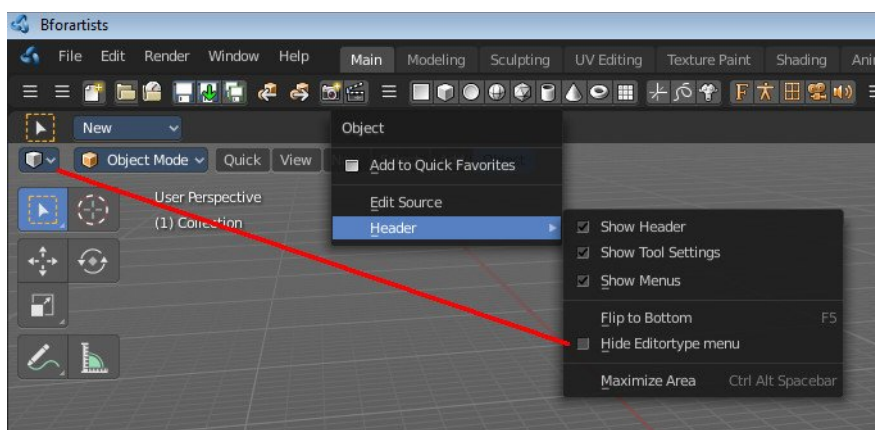 Bforartists
File Edit Render Window Help Main Modeling Sculpting UV Editing Texture Paint Shading Ani
F
New
Object
Object Mode Quick View
Add to Quick Favorites
User Perspective
Edit Source
(1) Collection
Header
Show Header
Show Tool Settings
Show Menus
Flip to Bottom F5
Hide Editortype menu
Maximize Area Ctrl Alt Spacebar